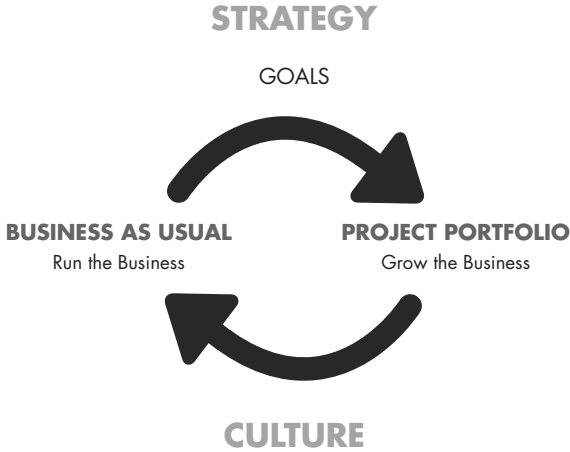 STRATEGY
GOALS
BUSINESS AS USUAL
Run the Business
PROJECT PORTFOLIO
Grow the Business
CULTURE